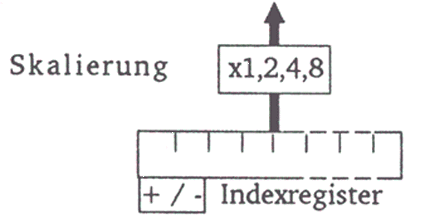 Skalierung
x1,2,4,8
+ / - Indexregister